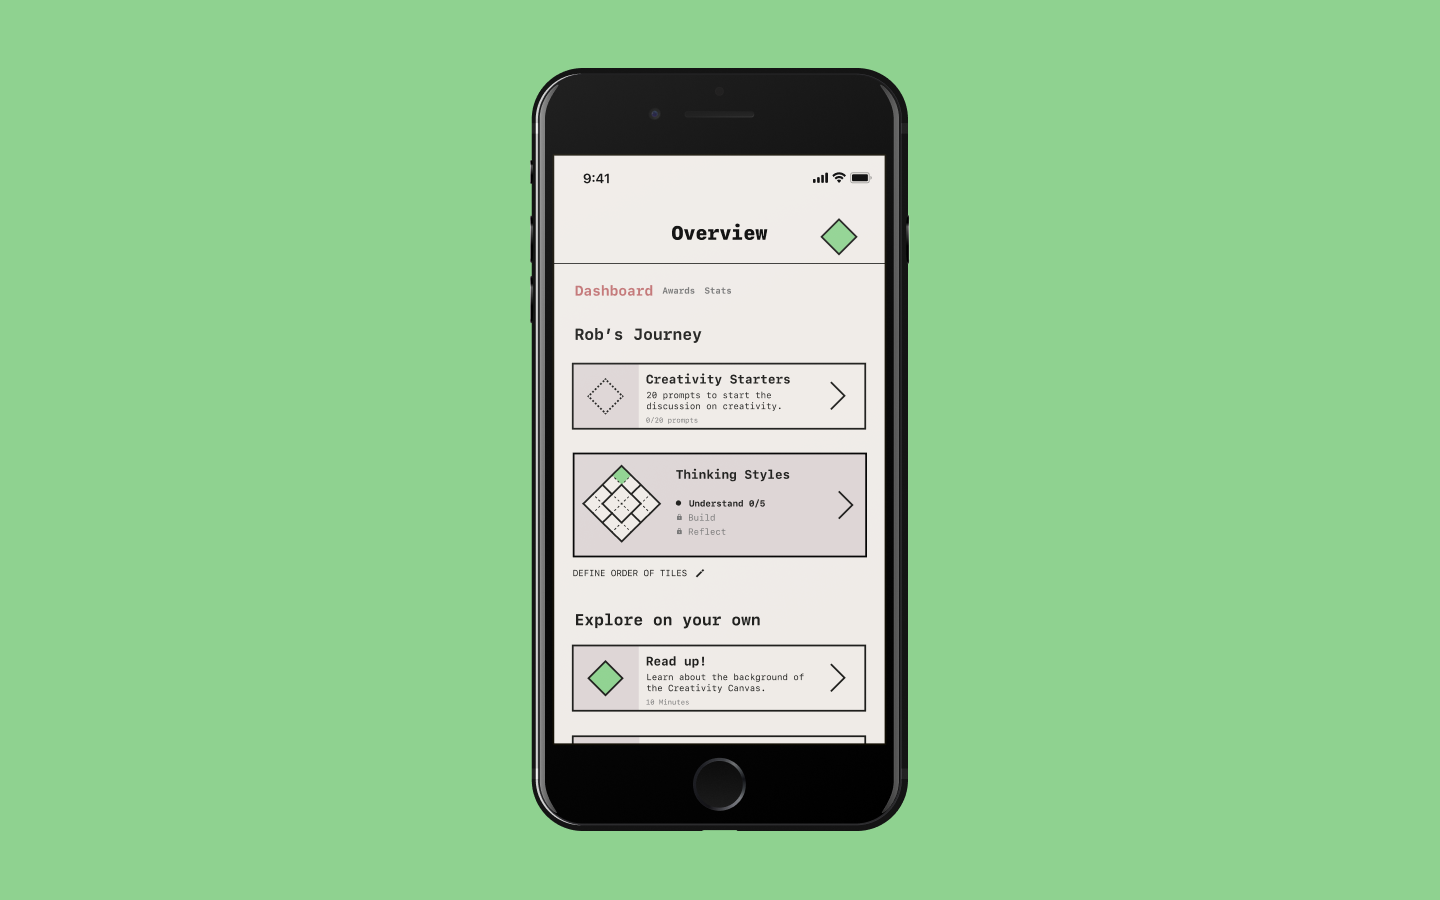 9:41
Overview
Dashboard Awards Stats
Rob’s Journey
Creativity Starters
20 prompts to start the
discussion on creativity.
0/20 prompts
Thinking Styles
Understand 0/5
Build
Reflect
DEFINE ORDER OF TILES
Explore on your own
Read up!
Learn about the background of
the Creativity Canvas.
10 Minutes